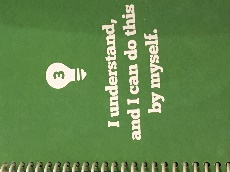 3
I understand,
and I can do this
by myself.